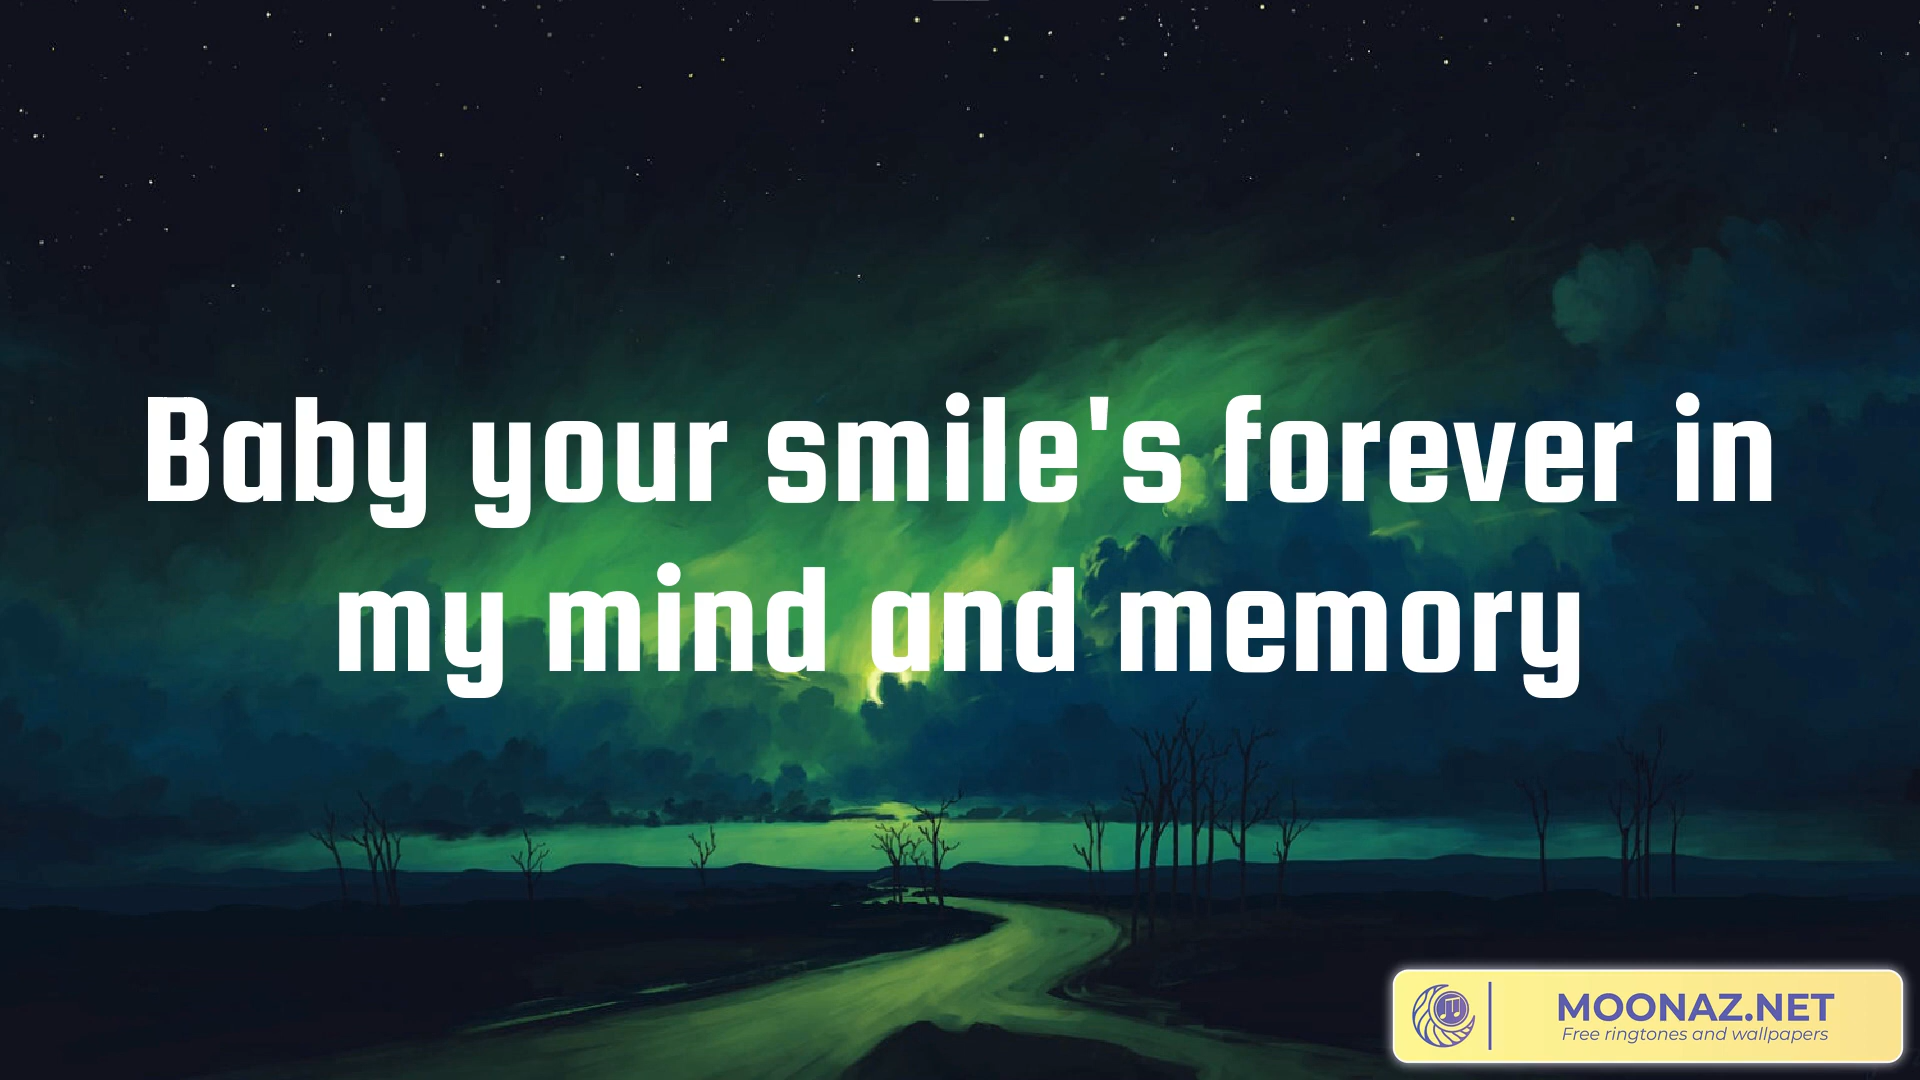 Baby your smile's forever in
my mind and memory
MOONAZ.NET
Free ringtones and wallpapers